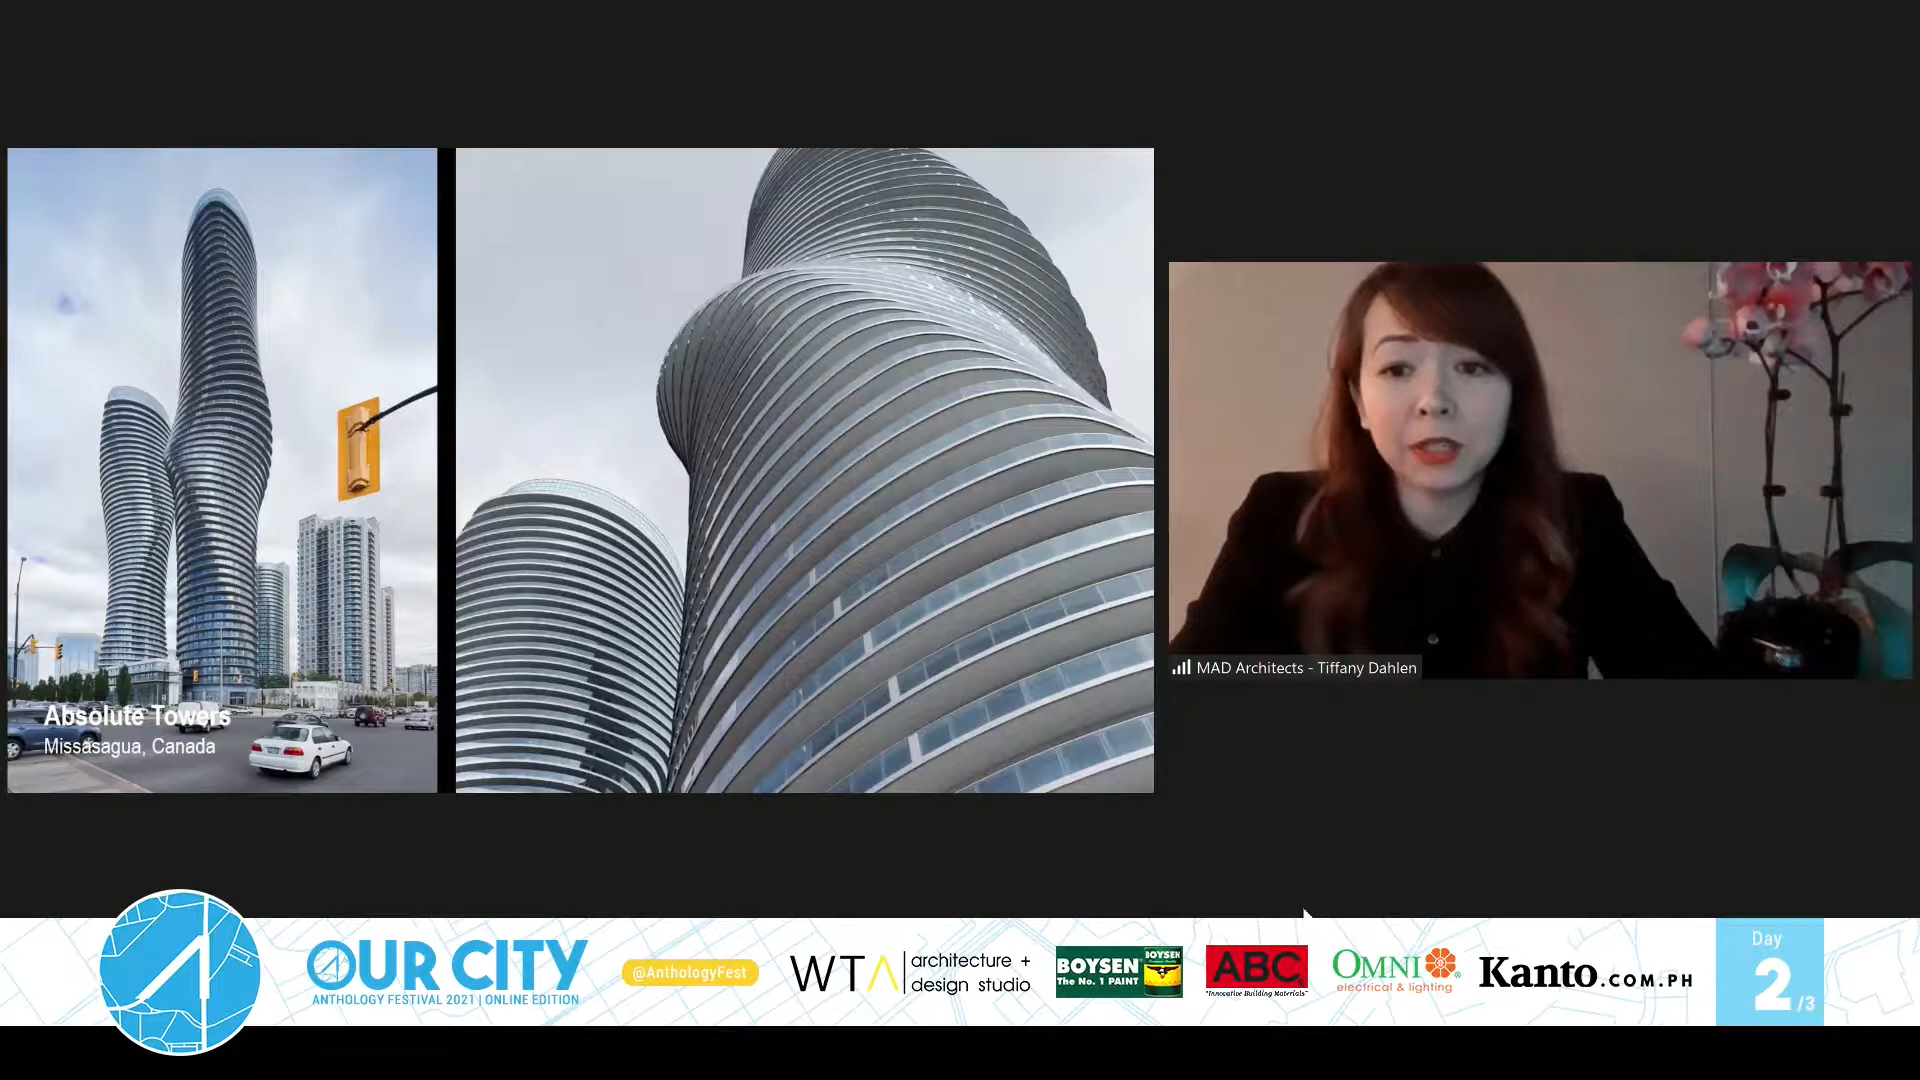 Absolute Towers
Missasagua, Canada
MAD Architects - Tiffany Dahlen
OUR CITY
ANTHOLOGY FESTIVAL 2021 | ONLINE EDITION
@AnthologyFest
WTA
architecture +
design studio
BOYSEN
The No. 1 PAINT
BOYSEN
ABC
"Innovative Building Materials"
OMNI
electrical & lighting
Kanto.COM.PH
Day
2/3